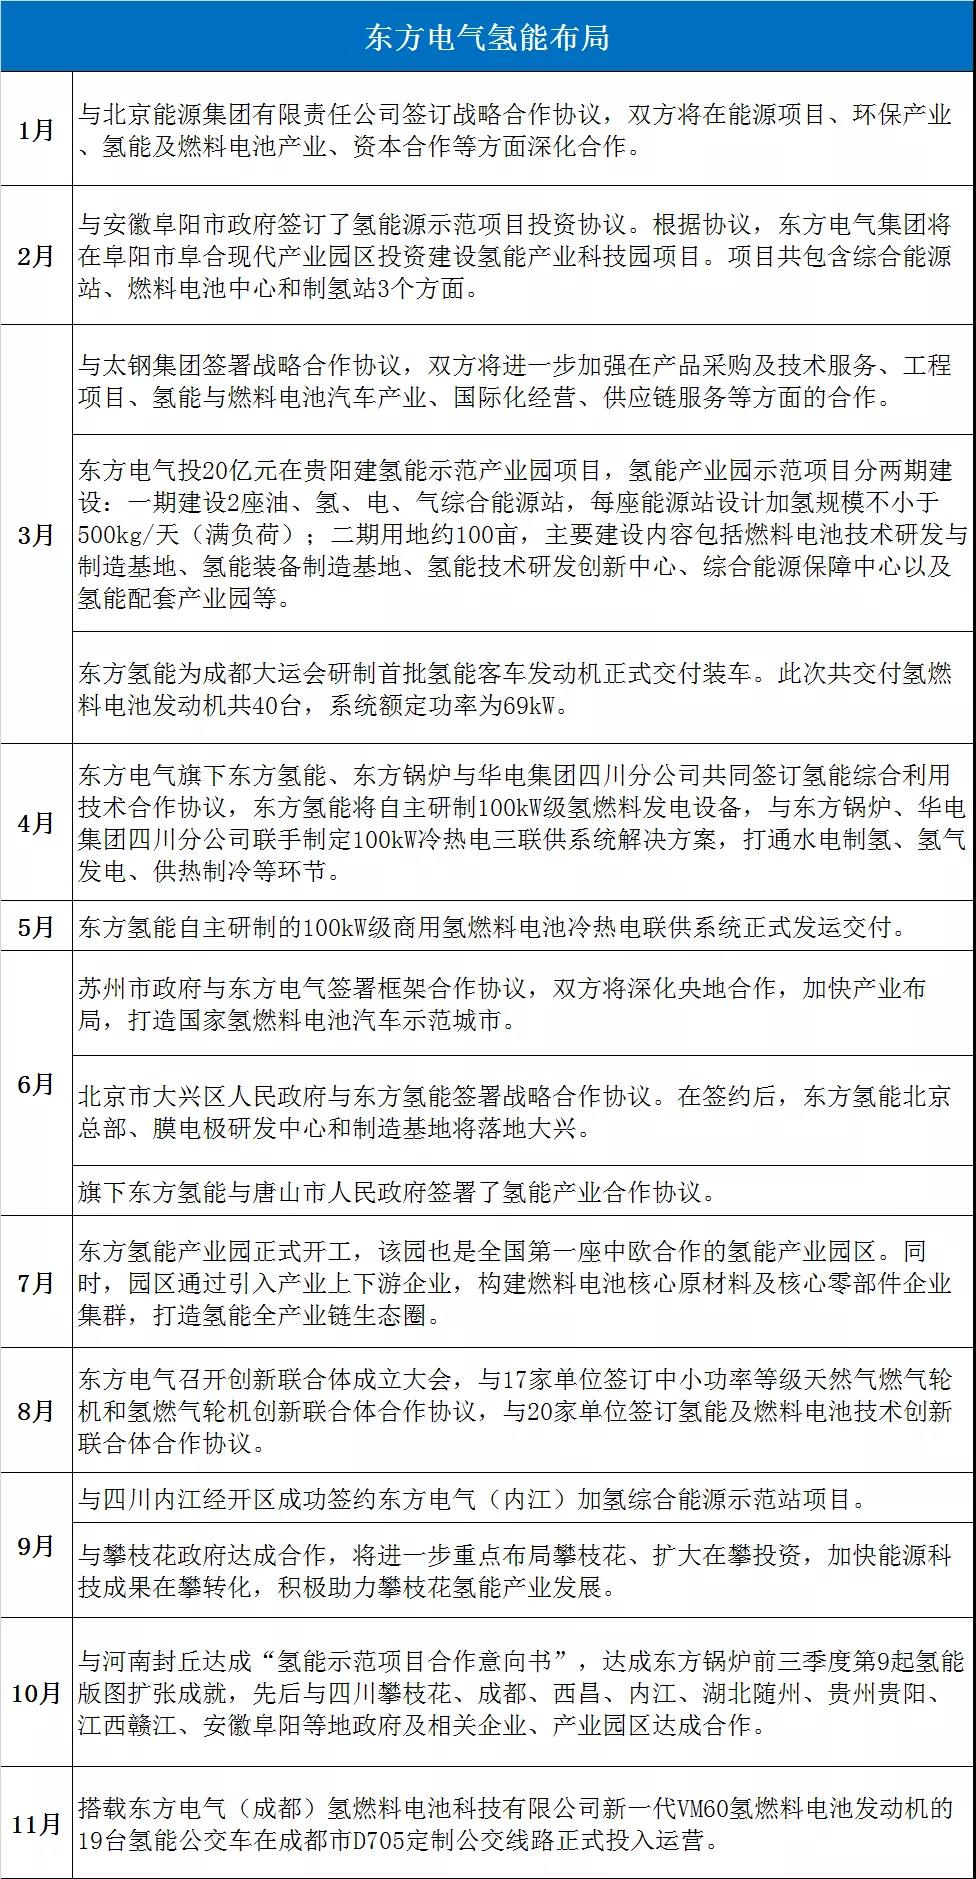 东方电气氢能布局
1月
与北京能源集团有限责任公司签订战略合作协议，双方将在能源项目、环保产业
、氢能及燃料电池产业、资本合作等方面深化合作。
2月
与安徽阜阳市政府签订了氢能源示范项目投资协议。根据协议，东方电气集团将
在阜阳市阜合现代产业园区投资建设氢能产业科技园项目。项目共包含综合能源
站、燃料电池中心和制氢站3个方面。
3月
与太钢集团签署战略合作协议，双方将进一步加强在产品采购及技术服务、工程
项目、氢能与燃料电池汽车产业、国际化经营、供应链服务等方面的合作。
东方电气投20亿元在贵阳建氢能示范产业园项目，氢能产业园示范项目分两期建
设：一期建设2座油、氢、电、气综合能源站，每座能源站设计加氢规模不小于
500kg/天（满负荷）；二期用地约100亩，主要建设内容包括燃料电池技术研发与
制造基地、氢能装备制造基地、氢能技术研发创新中心、综合能源保障中心以及
氢能配套产业园等。
东方氢能为成都大运会研制首批氢能客车发动机正式交付装车。此次共交付氢燃
料电池发动机共40台，系统额定功率为69kW。
4月
东方电气旗下东方氢能、东方锅炉与华电集团四川分公司共同签订氢能综合利用
技术合作协议，东方氢能将自主研制100kW级氢燃料发电设备，与东方锅炉、华电
集团四川分公司联手制定100kW冷热电三联供系统解决方案，打通水电制氢、氢气
发电、供热制冷等环节。
5月
东方氢能自主研制的100kW级商用氢燃料电池冷热电联供系统正式发运交付。
6月
苏州市政府与东方电气签署框架合作协议，双方将深化央地合作，加快产业布
局，打造国家氢燃料电池汽车示范城市。
北京市大兴区人民政府与东方氢能签署战略合作协议。在签约后，东方氢能北京
总部、膜电极研发中心和制造基地将落地大兴。
旗下东方氢能与唐山市人民政府签署了氢能产业合作协议。
7月
东方氢能产业园正式开工，该园也是全国第一座中欧合作的氢能产业园区。同
时，园区通过引入产业上下游企业，构建燃料电池核心原材料及核心零部件企业
集群，打造氢能全产业链生态圈。
8月
东方电气召开创新联合体成立大会，与17家单位签订中小功率等级天然气燃气轮
机和氢燃气轮机创新联合体合作协议，与20家单位签订氢能及燃料电池技术创新
联合体合作协议。
9月
与四川内江经开区成功签约东方电气（内江）加氢综合能源示范站项目。
与攀枝花政府达成合作，将进一步重点布局攀枝花、扩大在攀投资，加快能源科
技成果在攀转化，积极助力攀枝花氢能产业发展。
10月
与河南封丘达成“氢能示范项目合作意向书”，达成东方锅炉前三季度第9起氢能
版图扩张成就，先后与四川攀枝花、成都、西昌、内江、湖北随州、贵州贵阳、
江西赣江、安徽阜阳等地政府及相关企业、产业园区达成合作。
11月
搭载东方电气（成都）氢燃料电池科技有限公司新一代VM60氢燃料电池发动机的
19台氢能公交车在成都市D705定制公交线路正式投入运营。